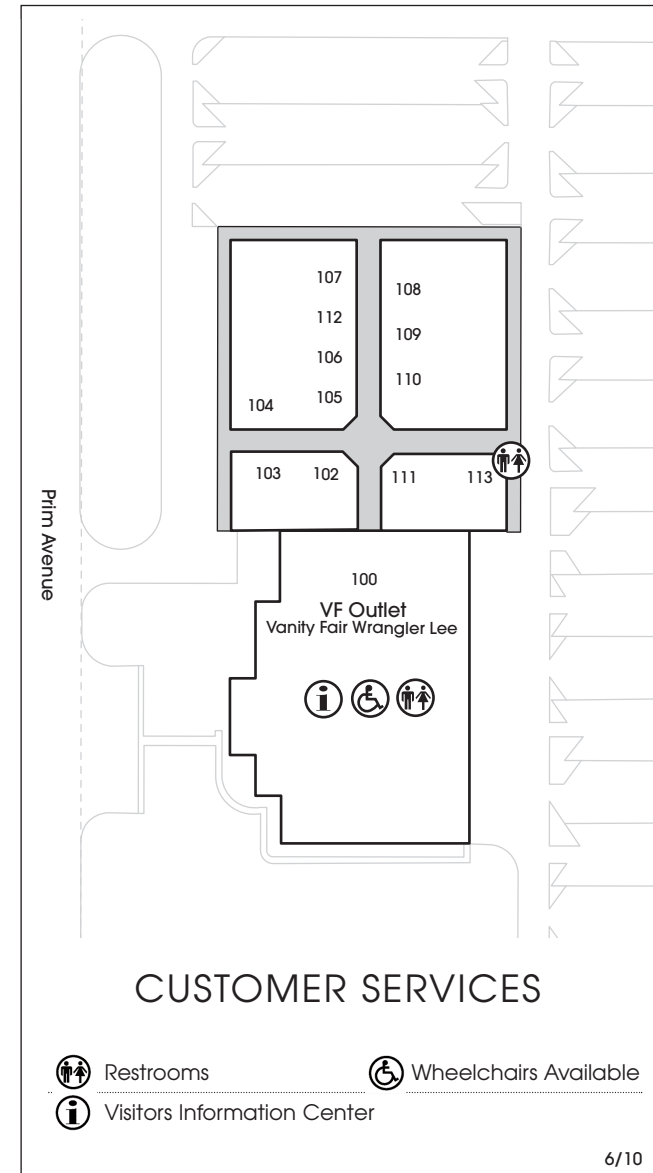 107
108
112
109
106
110
105
104
103
102
111
113
Prim Avenue
100
VF Outlet
Vanity Fair Wrangler Lee
CUSTOMER SERVICES
Restrooms
Wheelchairs Available
Visitors Information Center
6/10